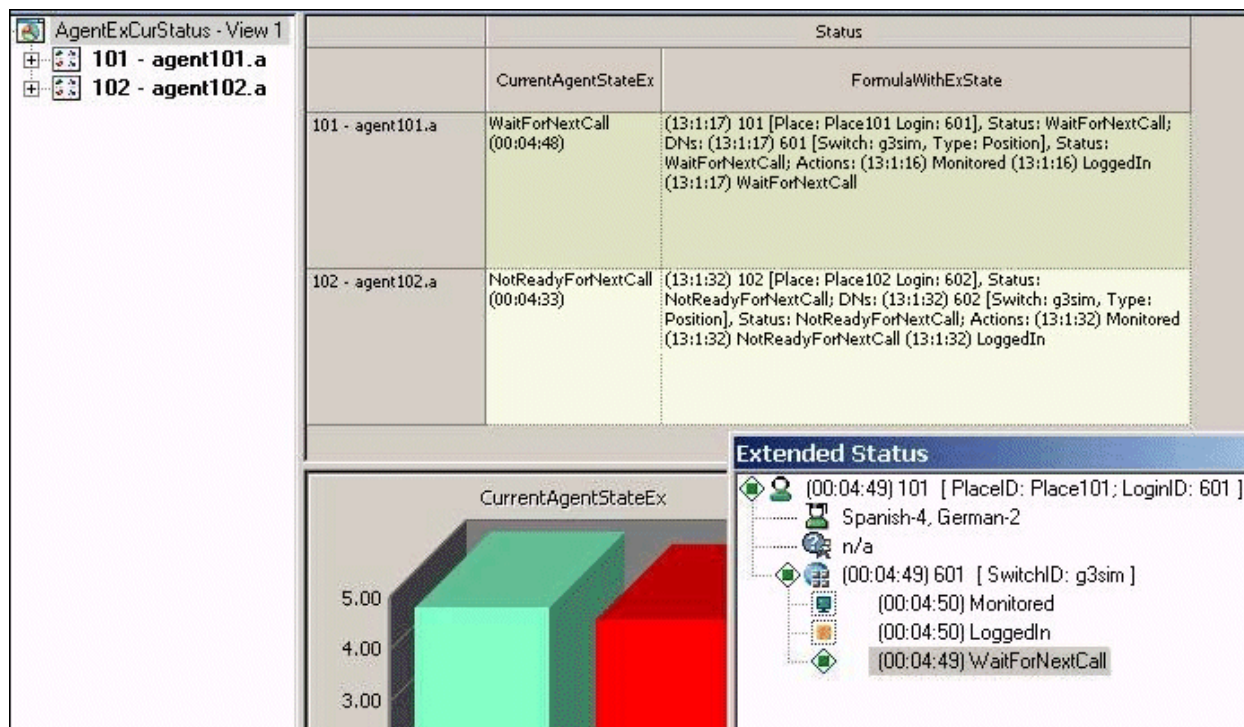 AgentExCurStatus - View 1
101 - agent101.a
102 - agent102.a
Status
CurrentAgentStateEx
FormulaWithExState
101 - agent101.a
WaitForNextCall
(00:04:48)
(13:1:17) 101 [Place: Place101 Login: 601], Status: WaitForNextCall;
DNs: (13:1:17) 601 [Switch: g3sim, Type: Position], Status:
WaitForNextCall; Actions: (13:1:16) Monitored (13:1:16) LoggedIn
(13:1:17) WaitForNextCall
102 - agent102.a
NotReadyForNextCall
(00:04:33)
(13:1:32) 102 [Place: Place102 Login: 602], Status:
NotReadyForNextCall; DNs: (13:1:32) 602 [Switch: g3sim, Type:
Position], Status: NotReadyForNextCall; Actions: (13:1:32) Monitored
(13:1:32) NotReadyForNextCall (13:1:32) LoggedIn
CurrentAgentStateEx
5.00
4.00
3.00
Extended Status
(00:04:49) 101 [ PlaceID: Place101; LoginID: 601 ]
Spanish-4, German-2
n/a
(00:04:49) 601 [ SwitchID: g3sim ]
(00:04:50) Monitored
(00:04:50) LoggedIn
(00:04:49) WaitForNextCall